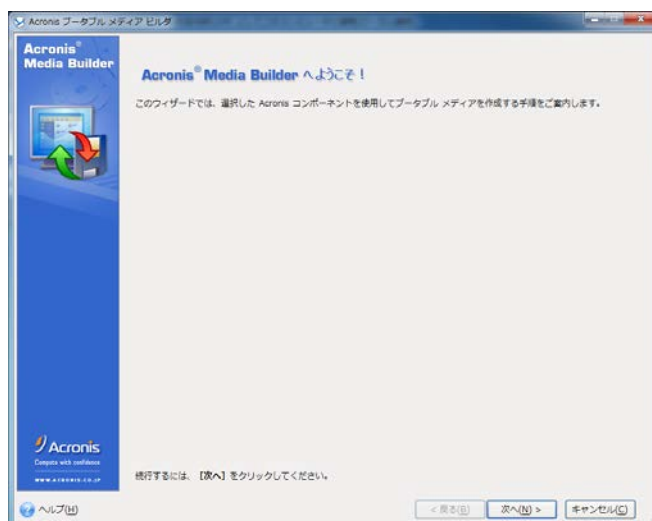 Acronis ブータブル メディア ビルダ
Acronis®
Media Builder
Acronis® Media Builder へようこそ！
このウィザードでは、選択した Acronis コンポーネントを使用してブータブル メディアを作成する手順をご案内します。
Acronis
Compute with confidence
www.acronis.co.jp
続行するには、[次へ] をクリックしてください。
ヘルプ(H)
< 戻る(B)
次へ(N) >
キャンセル(C)